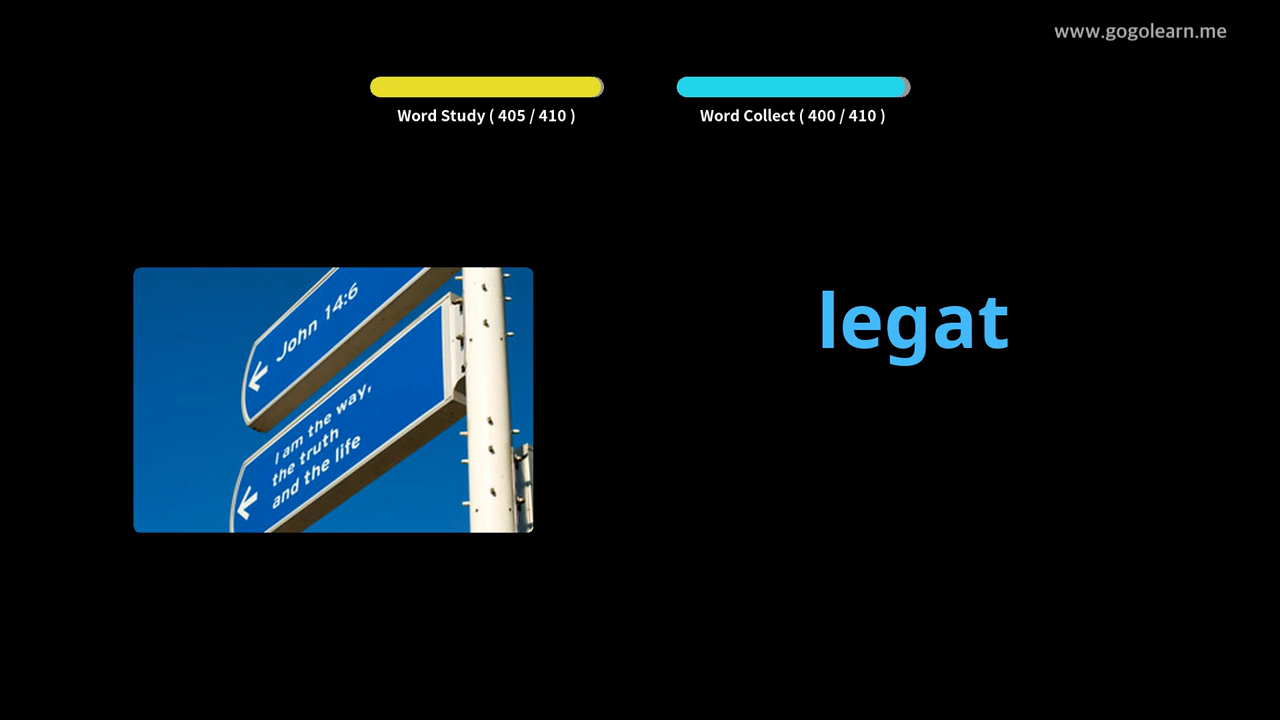 www.gogolearn.me
Word Study ( 405 / 410 )
Word Collect ( 400 / 410 )
John 14:6
I am the way,
the truth
and the life
legat